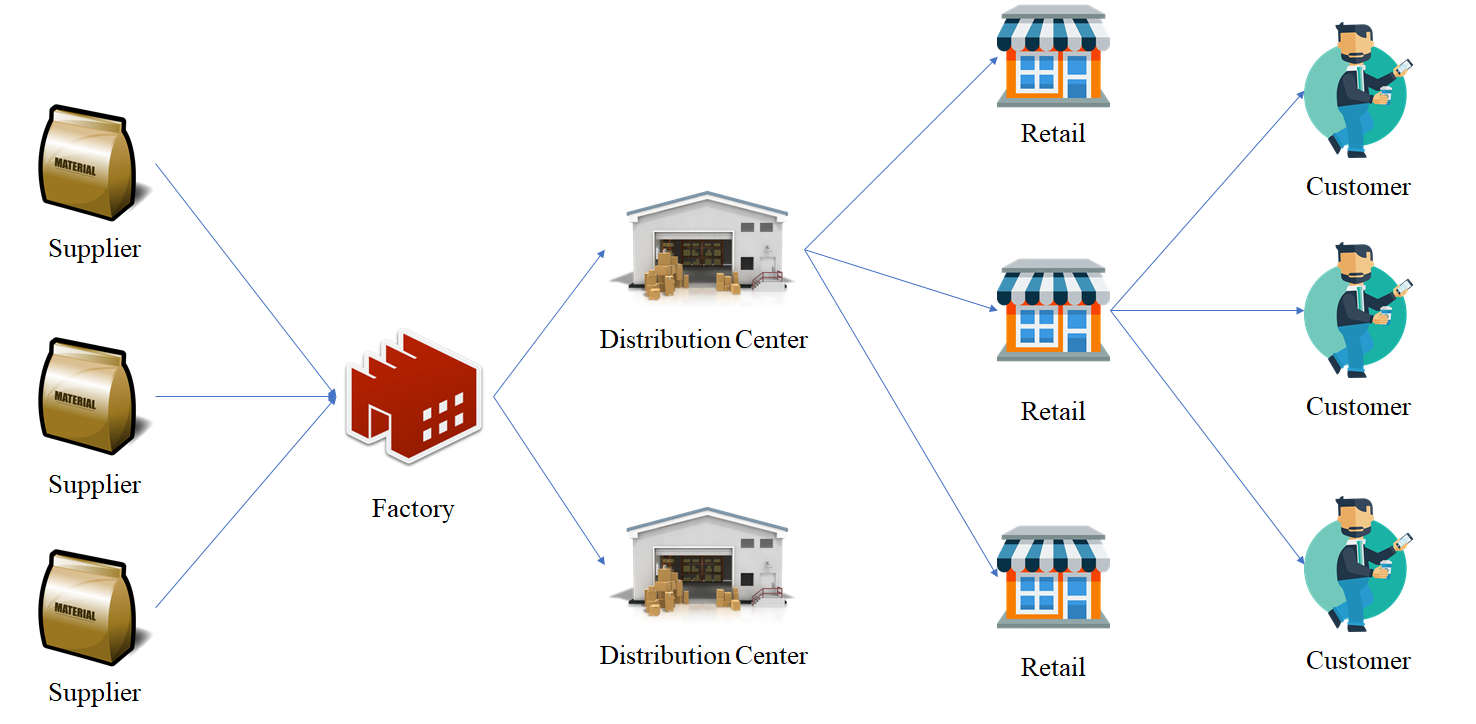 MATERIAL
Supplier
MATERIAL
Supplier
MATERIAL
Supplier
Factory
Distribution Center
Distribution Center
Retail
Retail
Retail
Customer
Customer
Customer